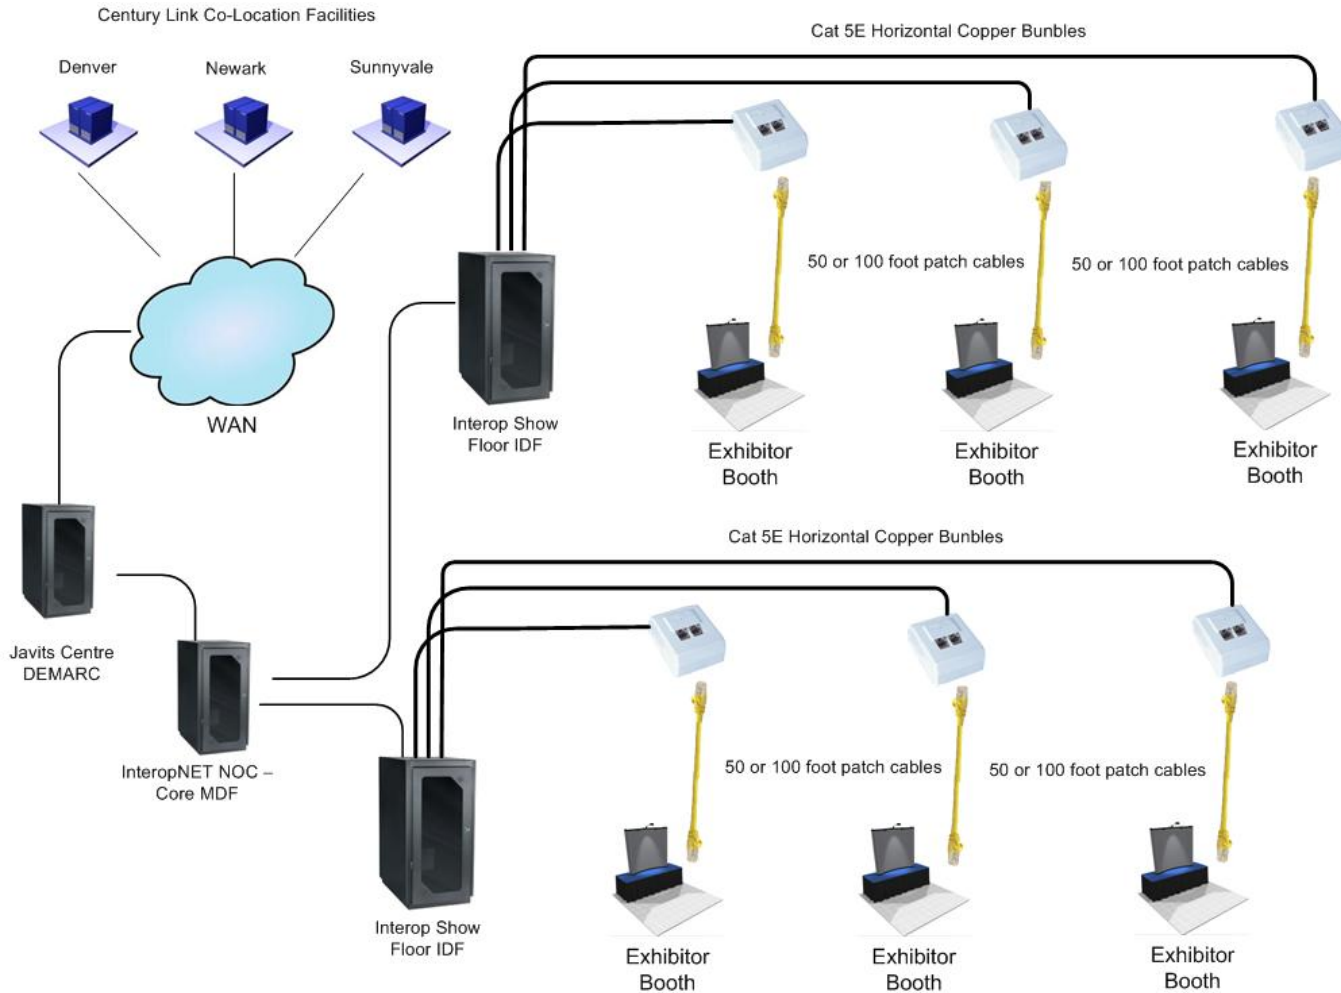 Century Link Co-Location Facilities
Denver
Newark
Sunnyvale
WAN
Cat 5E Horizontal Copper Bunbles
50 or 100 foot patch cables
50 or 100 foot patch cables
Interop Show
Floor IDF
Exhibitor
Booth
Exhibitor
Booth
Exhibitor
Booth
Javits Centre
DEMARC
InteropNET NOC –
Core MDF
Cat 5E Horizontal Copper Bunbles
50 or 100 foot patch cables
50 or 100 foot patch cables
Interop Show
Floor IDF
Exhibitor
Booth
Exhibitor
Booth
Exhibitor
Booth